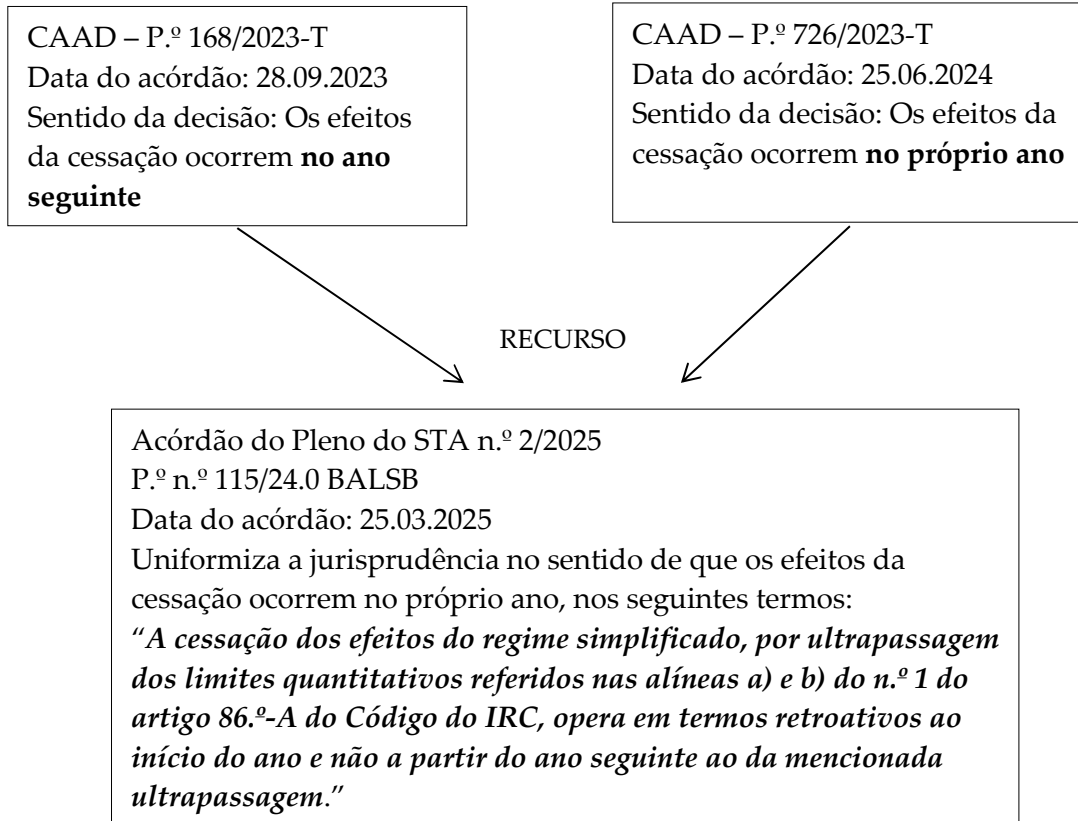 CAAD – P.º 168/2023-T
Data do acórdão: 28.09.2023
Sentido da decisão: Os efeitos
da cessação ocorrem no ano
seguinte
CAAD – P.º 726/2023-T
Data do acórdão: 25.06.2024
Sentido da decisão: Os efeitos da
cessação ocorrem no próprio ano
RECURSO
Acórdão do Pleno do STA n.º 2/2025
P.º n.º 115/24.0 BALSB
Data do acórdão: 25.03.2025
Uniformiza a jurisprudência no sentido de que os efeitos da
cessação ocorrem no próprio ano, nos seguintes termos:
“A cessação dos efeitos do regime simplificado, por ultrapassagem
dos limites quantitativos referidos nas alíneas a) e b) do n.º 1 do
artigo 86.º-A do Código do IRC, opera em termos retroativos ao
início do ano e não a partir do ano seguinte ao da mencionada
ultrapassagem.”